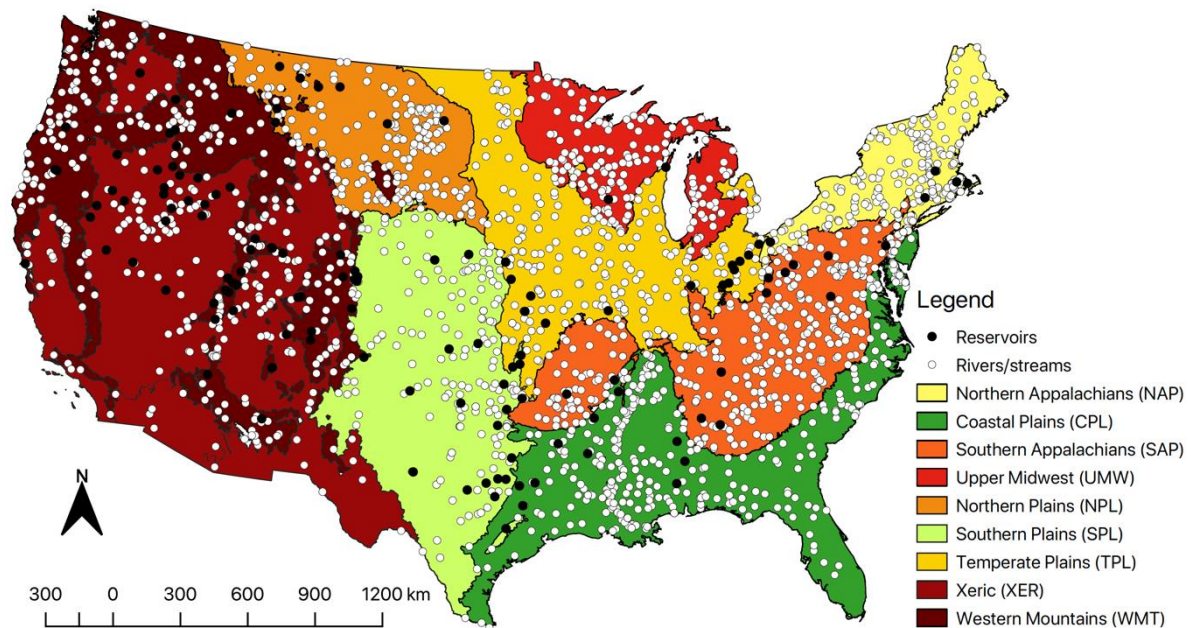 Legend
Reservoirs
Rivers/streams
Northern Appalachians (NAP)
Coastal Plains (CPL)
Southern Appalachians (SAP)
Upper Midwest (UMW)
Northern Plains (NPL)
Southern Plains (SPL)
Temperate Plains (TPL)
Xeric (XER)
Western Mountains (WMT)
N
300 0 300 600 900 1200 km